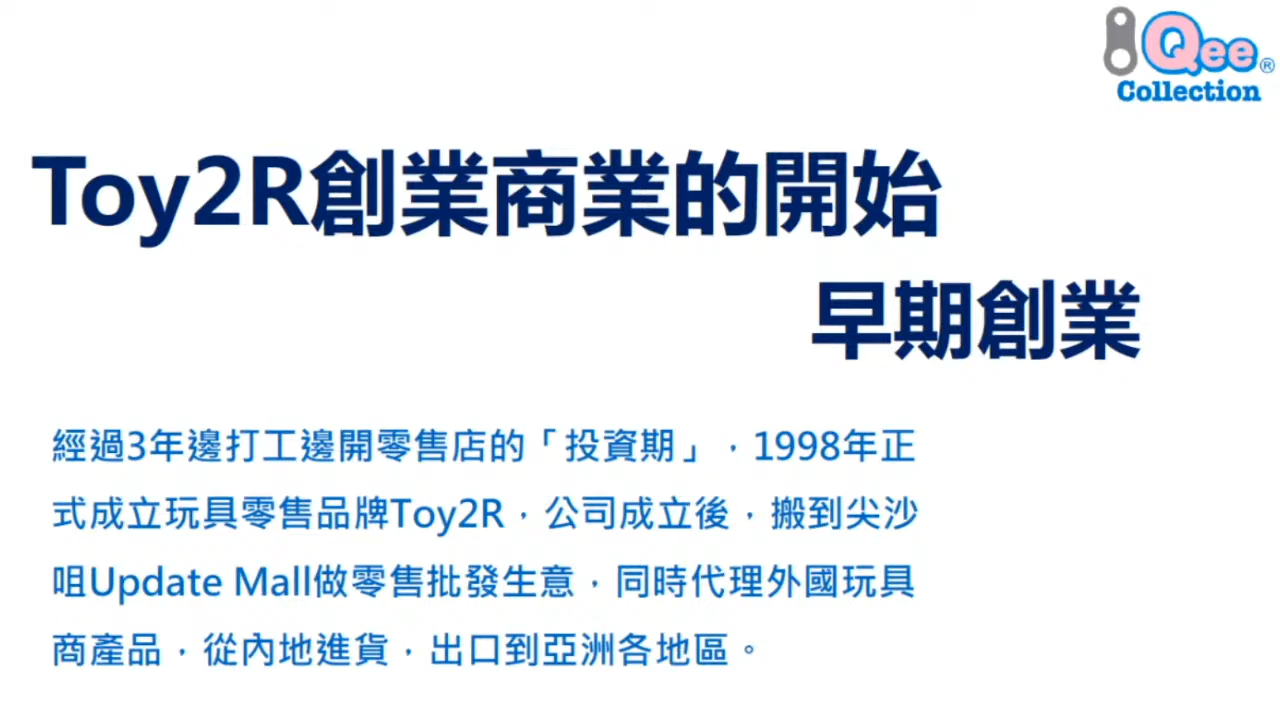 Qee®
Collection
Toy2R創業商業的開始
早期創業
經過3年邊打工邊開零售店的「投資期」，1998年正
式成立玩具零售品牌Toy2R，公司成立後，搬到尖沙
咀Update Mall做零售批發生意，同時代理外國玩具
商產品，從內地進貨，出口到亞洲各地區。